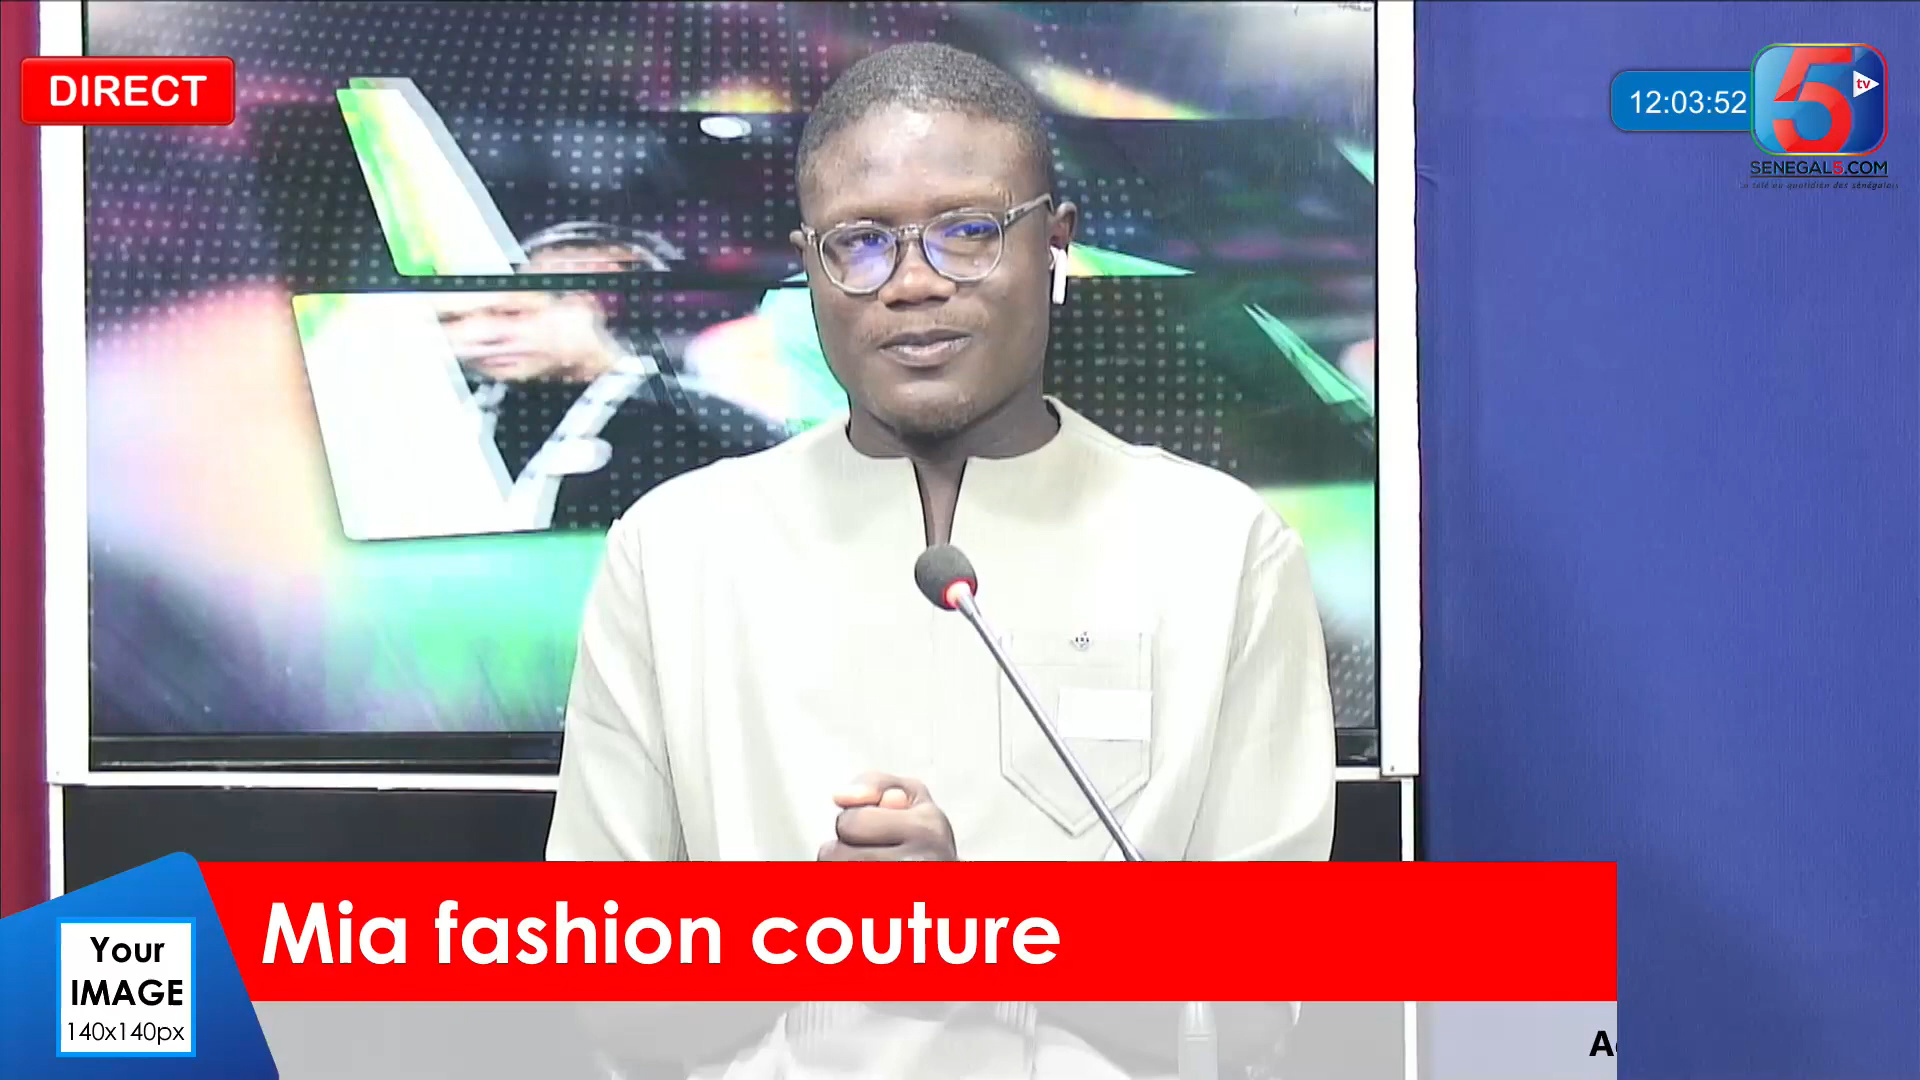 DIRECT
12:03:52
5
tv
SENEGAL5.COM
Mia fashion couture
Your
IMAGE
140x140px